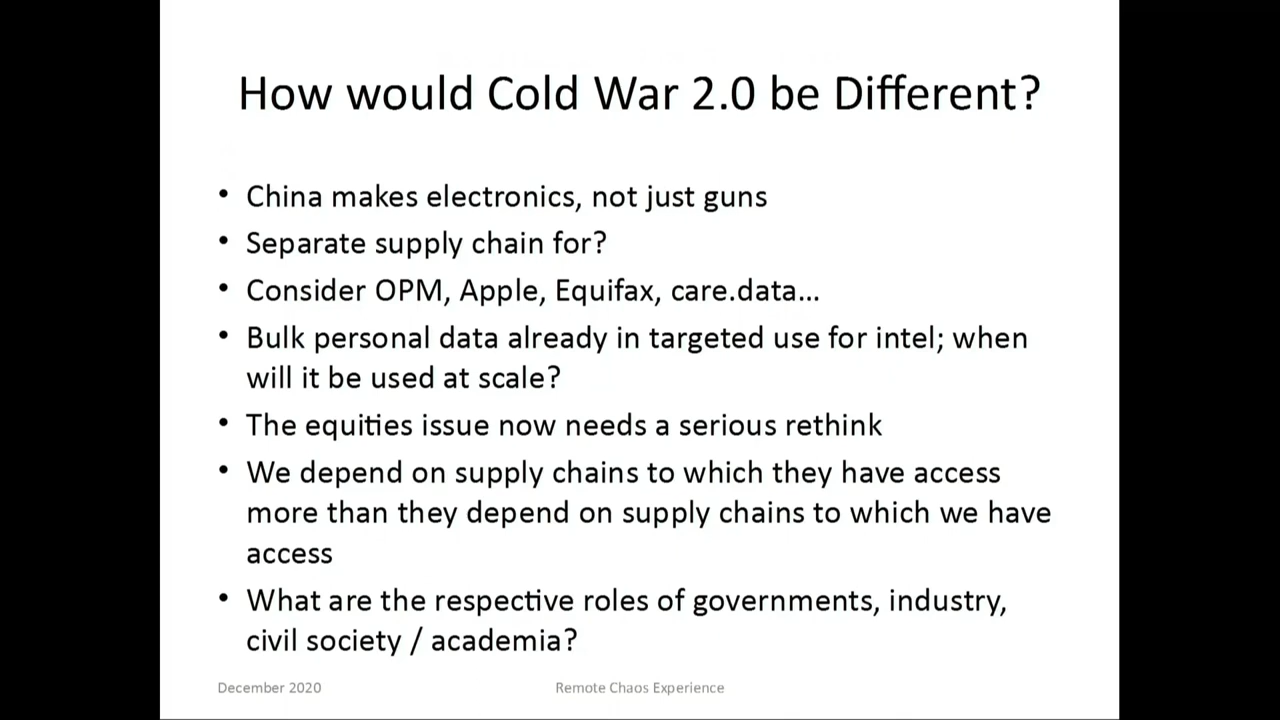 How would Cold War 2.0 be Different?
• China makes electronics, not just guns
• Separate supply chain for?
• Consider OPM, Apple, Equifax, care.data...
• Bulk personal data already in targeted use for intel; when
will it be used at scale?
• The equities issue now needs a serious rethink
• We depend on supply chains to which they have access
more than they depend on supply chains to which we have
access
• What are the respective roles of governments, industry,
civil society / academia?
December 2020 Remote Chaos Experience